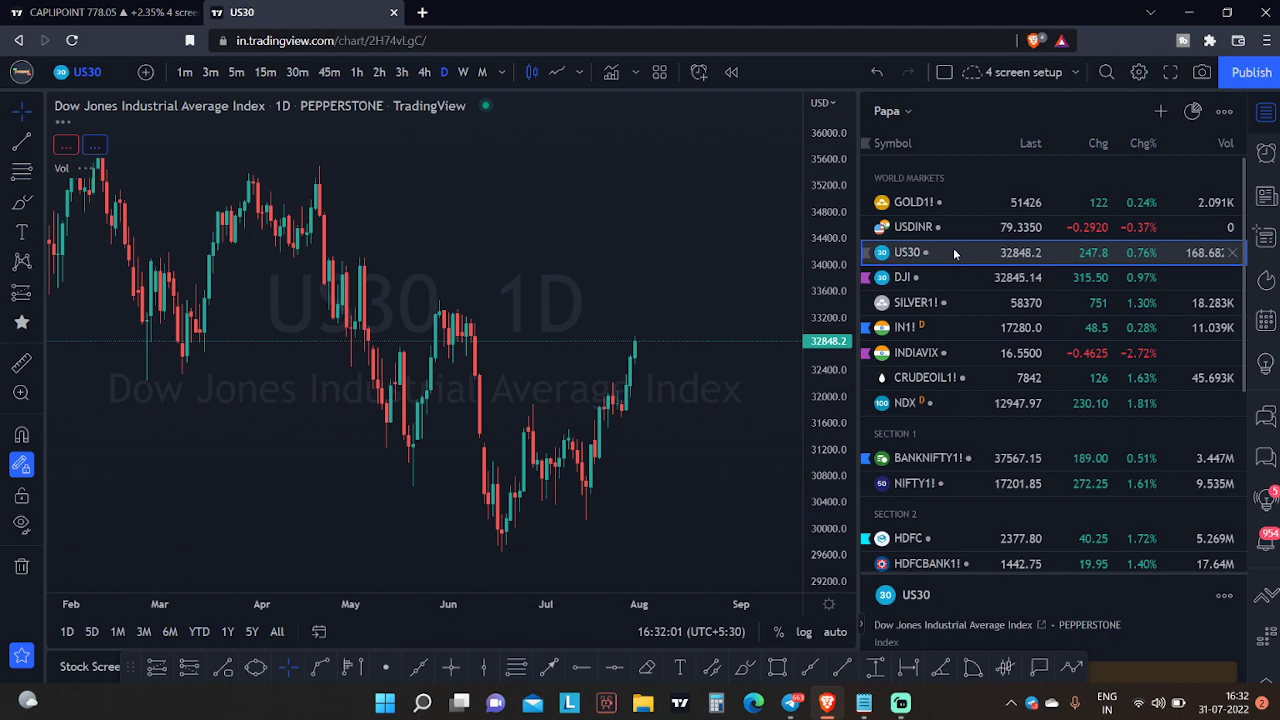 CAPLIPOINT 778.05 ▲ +2.35% 4 scree
US30
in.tradingview.com/chart/2H74vLgC/
30 US30
1m 3m 5m 15m 30m 45m 1h 2h 3h 4h D W M
4 screen setup
Publish
Dow Jones Industrial Average Index · 1D · PEPPERSTONE · TradingView
USD
Vol
US30 1D
Dow Jones Industrial Average Index
36000.0
35600.0
35200.0
34800.0
34400.0
34000.0
33600.0
33200.0
32848.2
32400.0
32000.0
31600.0
31200.0
30800.0
30400.0
30000.0
29600.0
29200.0
Feb Mar Apr May Jun Jul Aug Sep
1D 5D 1M 3M 6M YTD 1Y 5Y All
16:32:01 (UTC+5:30) % log auto
Stock Scree
Papa
Symbol Last Chg Chg% Vol
WORLD MARKETS
GOLD1! 51426 122 0.24% 2.091K
USDINR 79.3350 −0.2920 −0.37% 0
30 US30 32848.2 247.8 0.76% 168.68
30 DJI 32845.14 315.50 0.97%
SILVER1! 58370 751 1.30% 18.283K
IN1! D 17280.0 48.5 0.28% 11.039K
INDIAVIX 16.5500 −0.4625 −2.72%
CRUDEOIL1! 7842 126 1.63% 45.693K
100 NDX D 12947.97 230.10 1.81%
SECTION 1
BANKNIFTY1! 37567.15 189.00 0.51% 3.447M
50 NIFTY1! 17201.85 272.25 1.61% 9.535M
SECTION 2
HDFC 2377.80 40.25 1.72% 5.269M
HDFCBANK1! 1442.75 19.95 1.40% 17.64M
30 US30
Dow Jones Industrial Average Index • PEPPERSTONE
Index
954
ENG
IN
16:32
31-07-2022